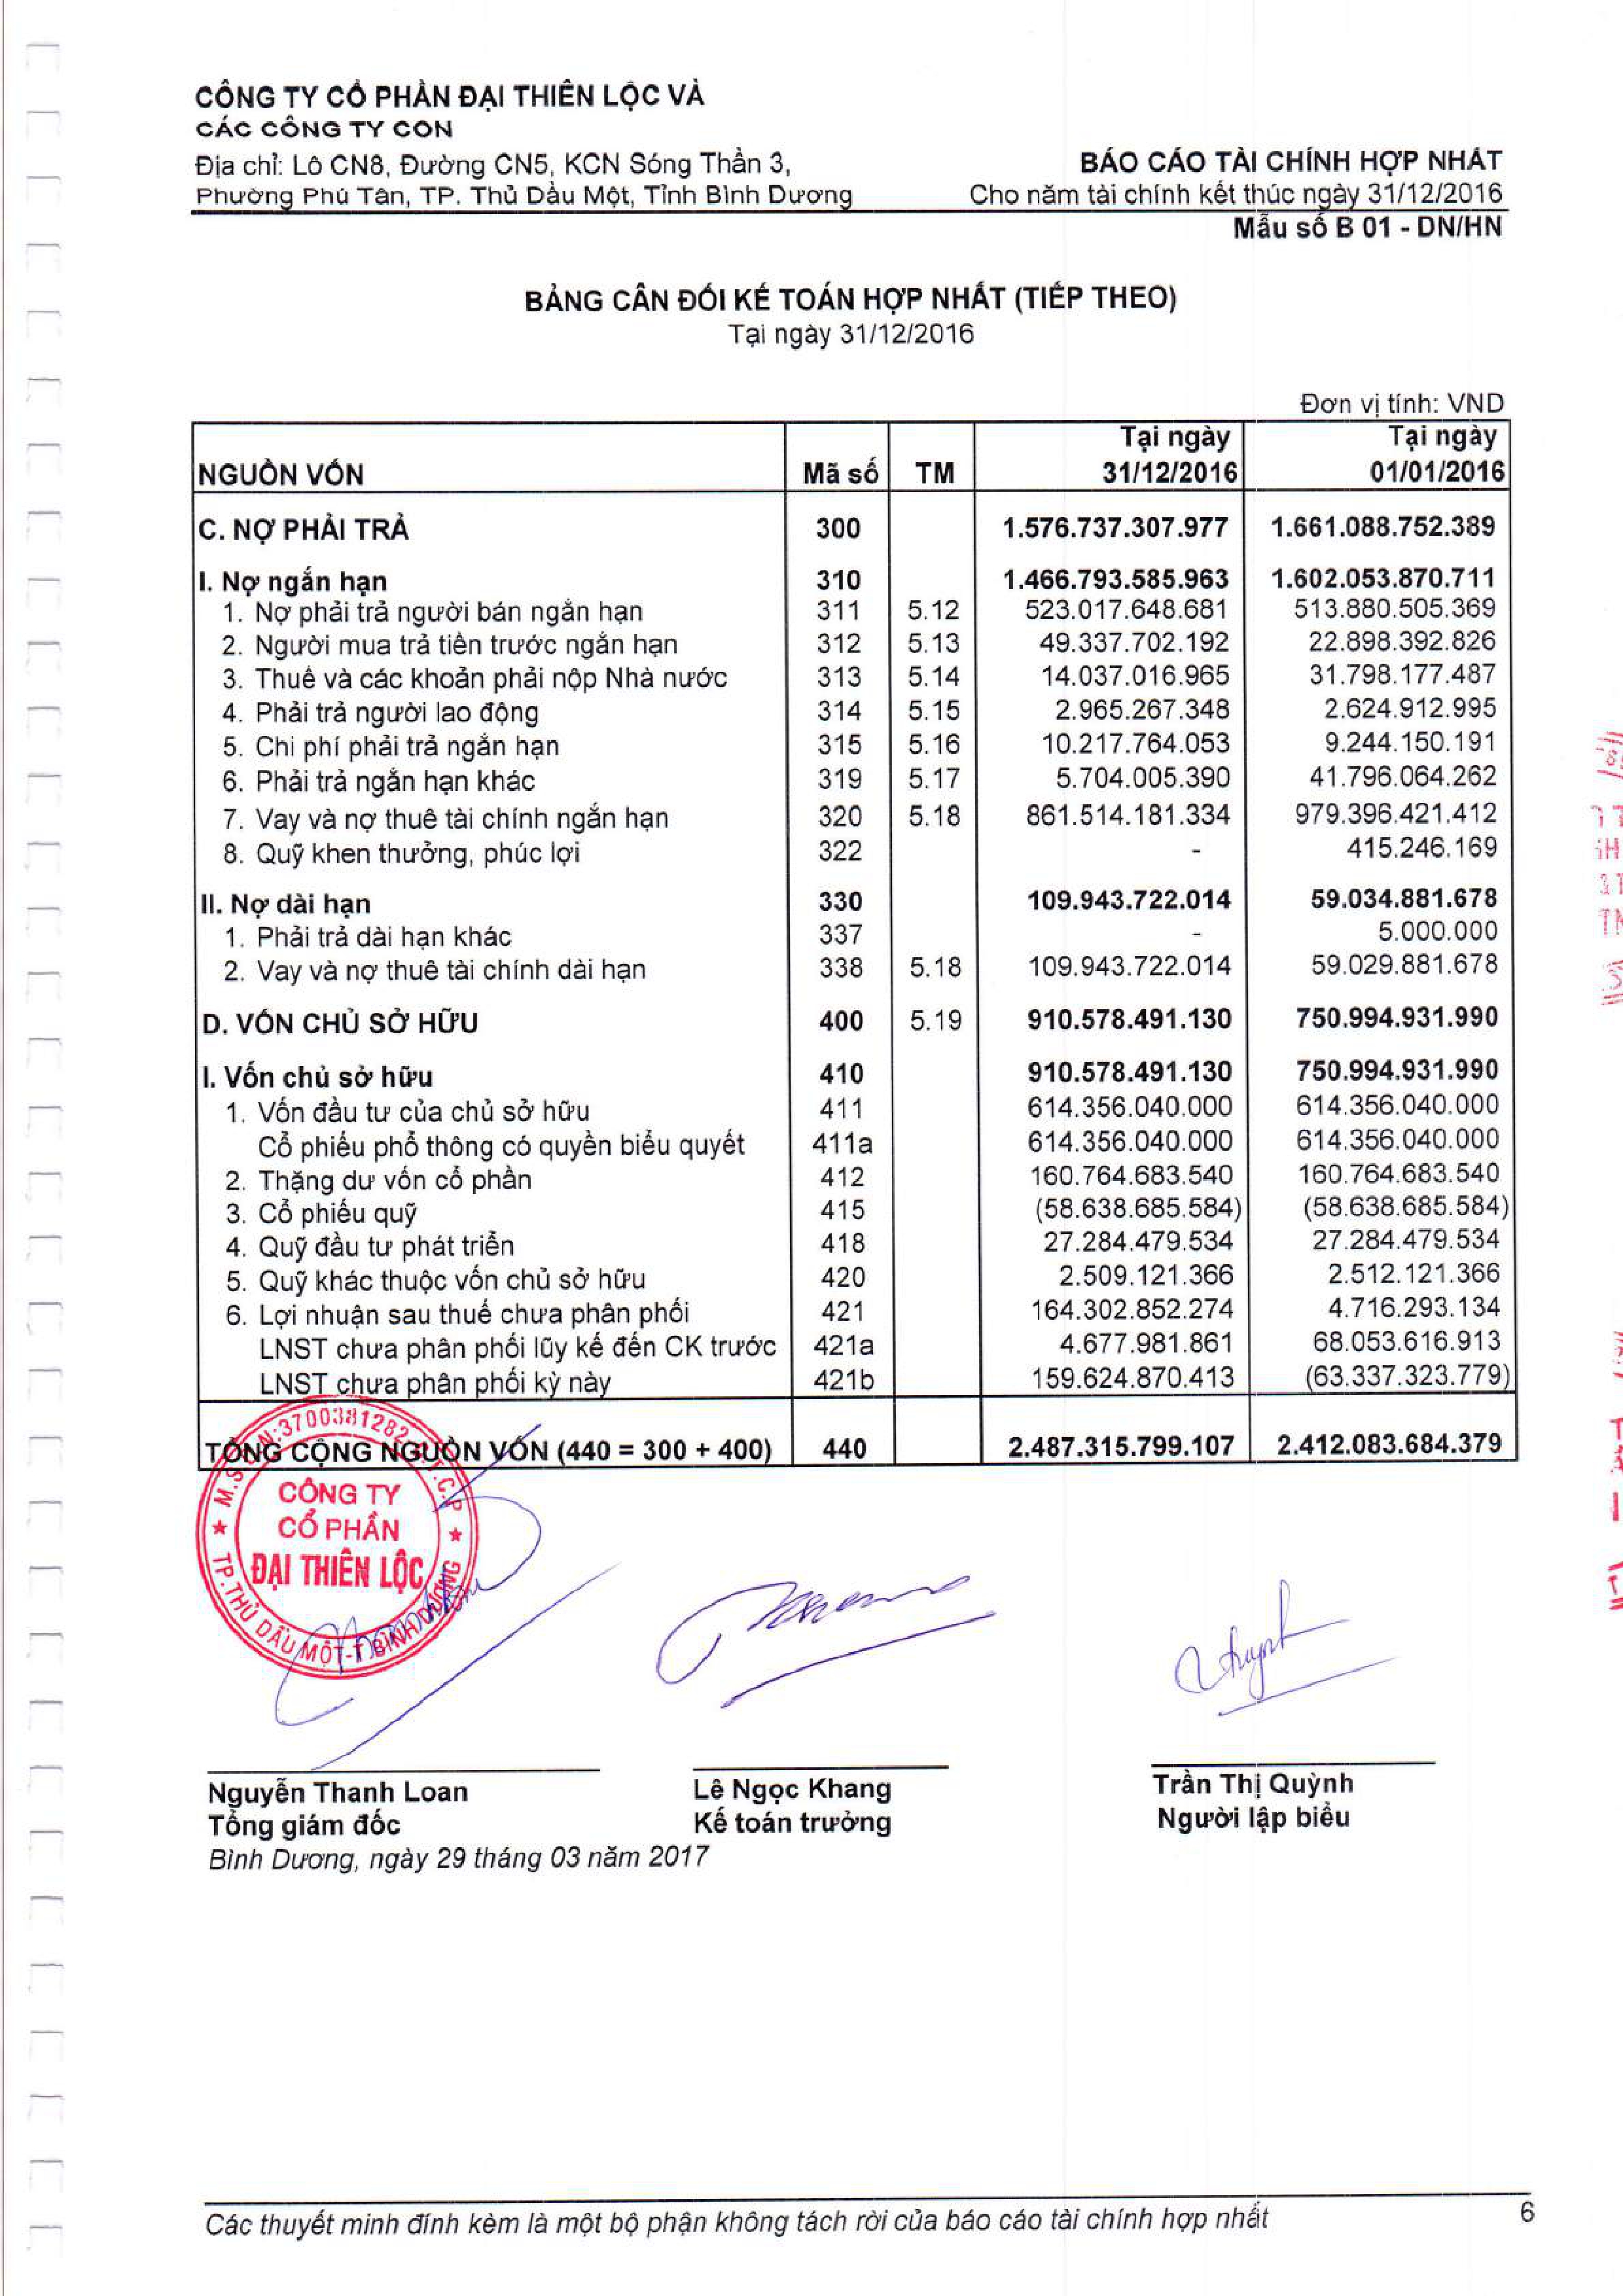 CÔNG TY CỔ PHẦN ĐẠI THIÊN LỘC VÀ
CÁC CÔNG TY CON
Địa chỉ: Lô CN8, Đường CN5, KCN Sóng Thần 3,
Phường Phú Tân, TP. Thủ Dầu Một, Tỉnh Bình Dương
BÁO CÁO TÀI CHÍNH HỢP NHẤT
Cho năm tài chính kết thúc ngày 31/12/2016
Mẫu số B 01 - DN/HN
BẢNG CÂN ĐỐI KẾ TOÁN HỢP NHẤT (TIẾP THEO)
Tại ngày 31/12/2016
Đơn vị tính: VND
NGUỒN VỐN Mã số TM Tại ngày 31/12/2016 Tại ngày 01/01/2016
C. NỢ PHẢI TRẢ 300 1.576.737.307.977 1.661.088.752.389
I. Nợ ngắn hạn 310 1.466.793.585.963 1.602.053.870.711
1. Nợ phải trả người bán ngắn hạn 311 5.12 523.017.648.681 513.880.505.369
2. Người mua trả tiền trước ngắn hạn 312 5.13 49.337.702.192 22.898.392.826
3. Thuế và các khoản phải nộp Nhà nước 313 5.14 14.037.016.965 31.798.177.487
4. Phải trả người lao động 314 5.15 2.965.267.348 2.624.912.995
5. Chi phí phải trả ngắn hạn 315 5.16 10.217.764.053 9.244.150.191
6. Phải trả ngắn hạn khác 319 5.17 5.704.005.390 41.796.064.262
7. Vay và nợ thuê tài chính ngắn hạn 320 5.18 861.514.181.334 979.396.421.412
8. Quỹ khen thưởng, phúc lợi 322 - 415.246.169
II. Nợ dài hạn 330 109.943.722.014 59.034.881.678
1. Phải trả dài hạn khác 337 - 5.000.000
2. Vay và nợ thuê tài chính dài hạn 338 5.18 109.943.722.014 59.029.881.678
D. VỐN CHỦ SỞ HỮU 400 5.19 910.578.491.130 750.994.931.990
I. Vốn chủ sở hữu 410 910.578.491.130 750.994.931.990
1. Vốn đầu tư của chủ sở hữu 411 614.356.040.000 614.356.040.000
Cổ phiếu phổ thông có quyền biểu quyết 411a 614.356.040.000 614.356.040.000
2. Thặng dư vốn cổ phần 412 160.764.683.540 160.764.683.540
3. Cổ phiếu quỹ 415 (58.638.685.584) (58.638.685.584)
4. Quỹ đầu tư phát triển 418 27.284.479.534 27.284.479.534
5. Quỹ khác thuộc vốn chủ sở hữu 420 2.509.121.366 2.512.121.366
6. Lợi nhuận sau thuế chưa phân phối 421 164.302.852.274 4.716.293.134
LNST chưa phân phối lũy kế đến CK trước 421a 4.677.981.861 68.053.616.913
LNST chưa phân phối kỳ này 421b 159.624.870.413 (63.337.323.779)
TỔNG CỘNG NGUỒN VỐN (440 = 300 + 400) 440 2.487.315.799.107 2.412.083.684.379
CÔNG TY
CỔ PHẦN
ĐẠI THIÊN LỘC
TP.THỦ DẦU MỘT-T BÌNH DƯƠNG
Nguyễn Thanh Loan
Tổng giám đốc
Bình Dương, ngày 29 tháng 03 năm 2017
Lê Ngọc Khang
Kế toán trưởng
Trần Thị Quỳnh
Người lập biểu
Các thuyết minh đính kèm là một bộ phận không tách rời của báo cáo tài chính hợp nhất 6